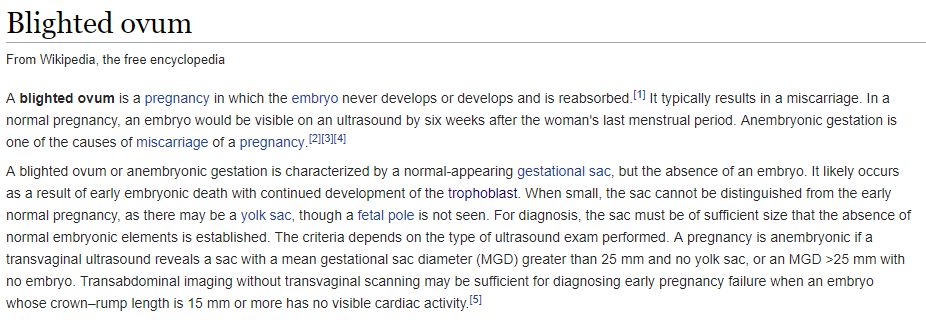 Blighted ovum
From Wikipedia, the free encyclopedia
A blighted ovum is a pregnancy in which the embryo never develops or develops and is reabsorbed.[1] It typically results in a miscarriage. In a
normal pregnancy, an embryo would be visible on an ultrasound by six weeks after the woman's last menstrual period. Anembryonic gestation is
one of the causes of miscarriage of a pregnancy.[2][3][4]
A blighted ovum or anembryonic gestation is characterized by a normal-appearing gestational sac, but the absence of an embryo. It likely occurs
as a result of early embryonic death with continued development of the trophoblast. When small, the sac cannot be distinguished from the early
normal pregnancy, as there may be a yolk sac, though a fetal pole is not seen. For diagnosis, the sac must be of sufficient size that the absence of
normal embryonic elements is established. The criteria depends on the type of ultrasound exam performed. A pregnancy is anembryonic if a
transvaginal ultrasound reveals a sac with a mean gestational sac diameter (MGD) greater than 25 mm and no yolk sac, or an MGD >25 mm with
no embryo. Transabdominal imaging without transvaginal scanning may be sufficient for diagnosing early pregnancy failure when an embryo
whose crown–rump length is 15 mm or more has no visible cardiac activity.[5]